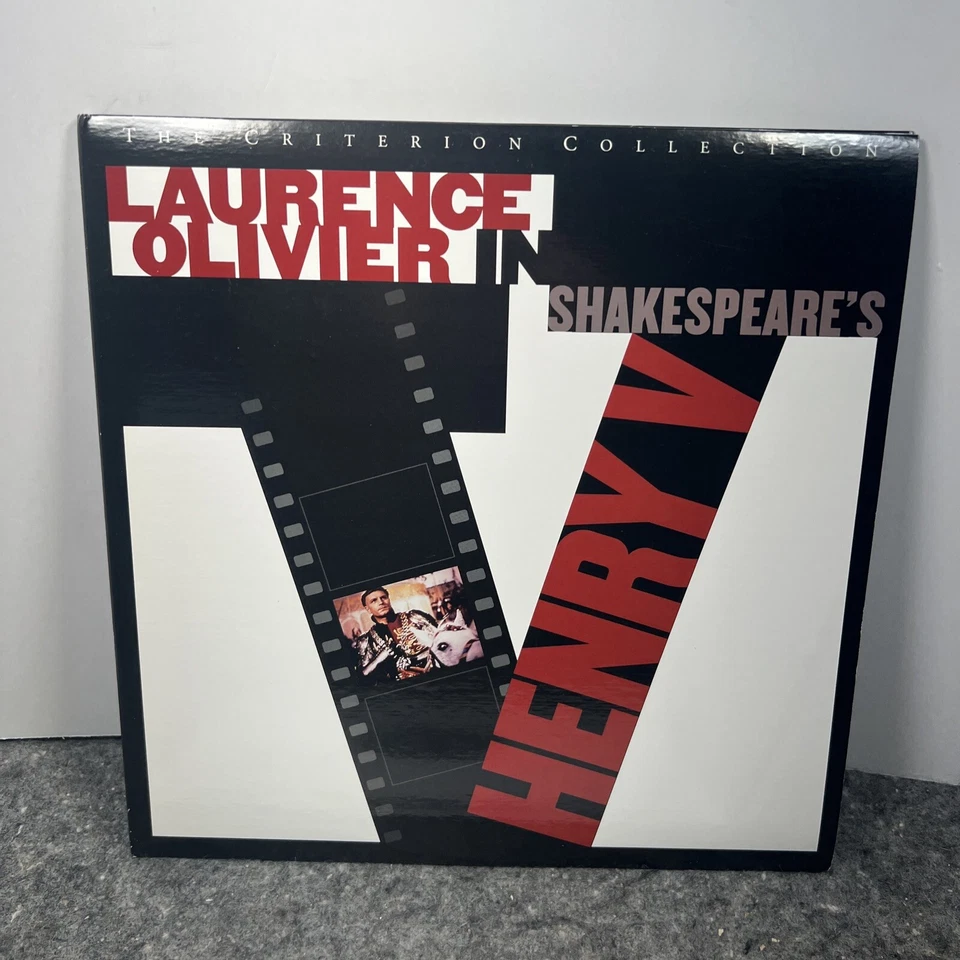 THE CRITERION COLLECTION
LAURENCE
OLIVIER IN
SHAKESPEARE'S
HENRY V